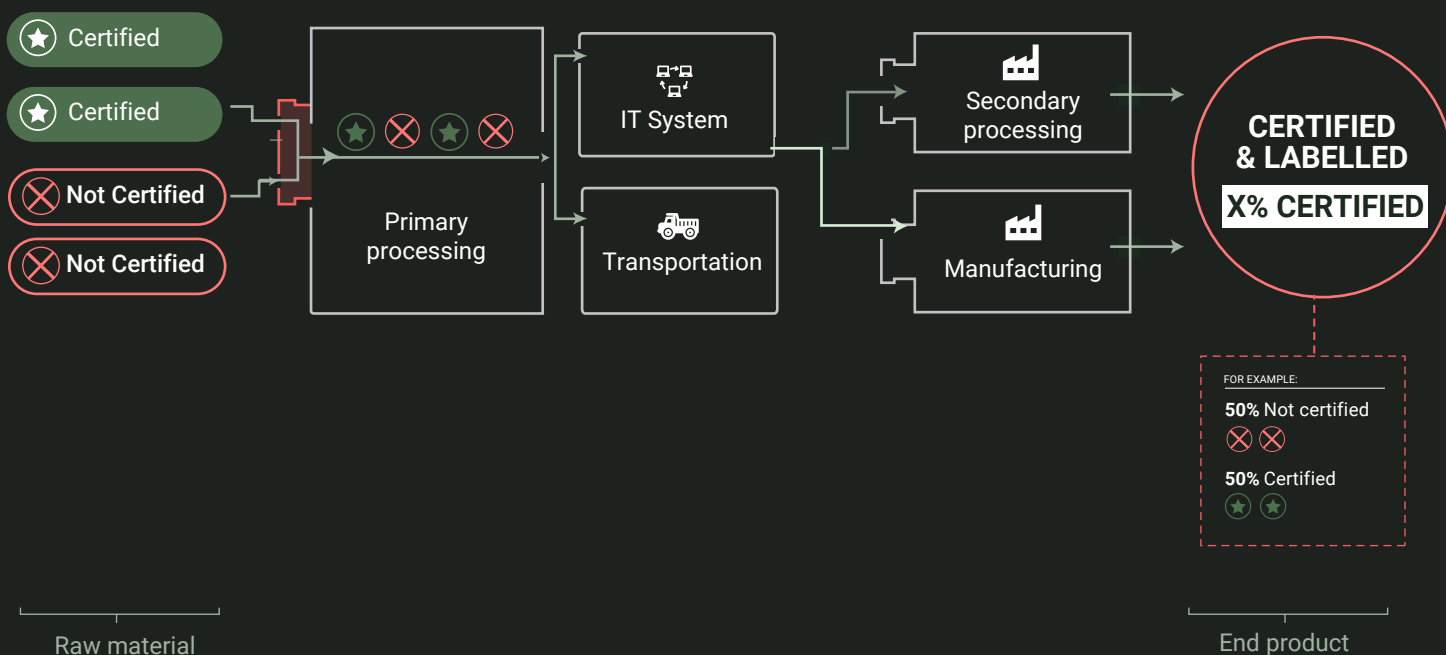 Certified
Certified
Not Certified
Not Certified
Primary
processing
IT System
Transportation
Secondary
processing
Manufacturing
CERTIFIED
& LABELLED
X% CERTIFIED
FOR EXAMPLE:
50% Not certified
50% Certified
Raw material
End product